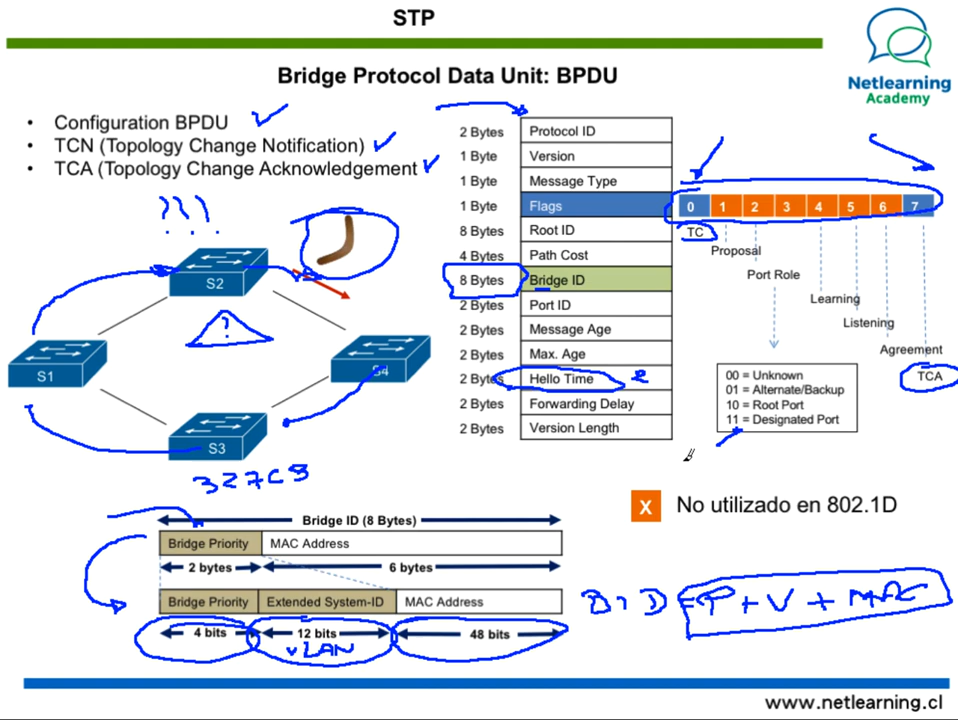 STP
Netlearning
Academy
Bridge Protocol Data Unit: BPDU
• Configuration BPDU
• TCN (Topology Change Notification)
• TCA (Topology Change Acknowledgement
2 Bytes Protocol ID
1 Byte Version
1 Byte Message Type
1 Byte Flags
8 Bytes Root ID
4 Bytes Path Cost
8 Bytes Bridge ID
2 Bytes Port ID
2 Bytes Message Age
2 Bytes Max. Age
2 Bytes Hello Time
2 Bytes Forwarding Delay
2 Bytes Version Length
0 1 2 3 4 5 6 7
TC
Proposal
Port Role
Learning
Listening
Agreement
TCA
00 = Unknown
01 = Alternate/Backup
10 = Root Port
11 = Designated Port
???
S2
?
S1
S4
S3
X No utilizado en 802.1D
Bridge ID (8 Bytes)
Bridge Priority MAC Address
2 bytes 6 bytes
Bridge Priority Extended System-ID MAC Address
4 bits 12 bits 48 bits
VLAN
BID = P + V + MAC
www.netlearning.cl